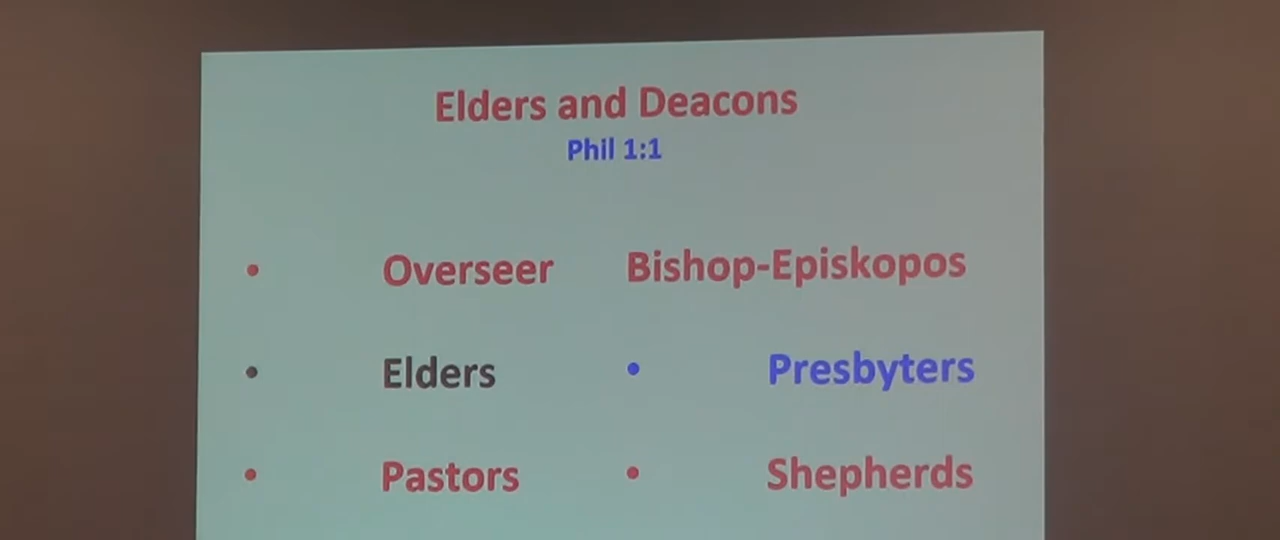 Elders and Deacons
Phil 1:1
• Overseer Bishop-Episkopos
• Elders • Presbyters
• Pastors • Shepherds